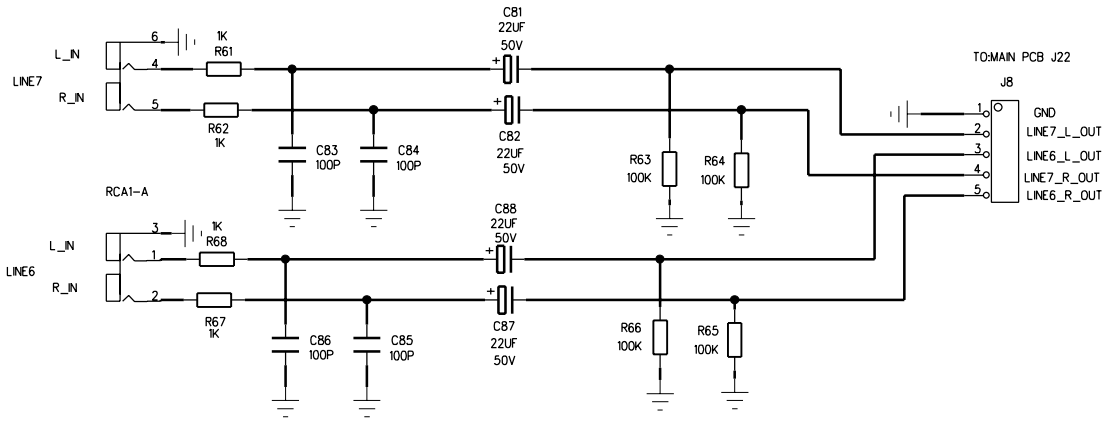 C81
22UF
50V
+
L_IN
6
1K
R61
4
LINE7
R_IN
5
R62
1K
+
C82
22UF
50V
C83
100P
C84
100P
R63
100K
R64
100K
TO:MAIN PCB J22
J8
1
GND
2
LINE7_L_OUT
3
LINE6_L_OUT
4
LINE7_R_OUT
5
LINE6_R_OUT
RCA1-A
C88
22UF
50V
+
L_IN
3
1K
R68
1
LINE6
R_IN
2
R67
1K
+
C87
22UF
50V
C86
100P
C85
100P
R66
100K
R65
100K